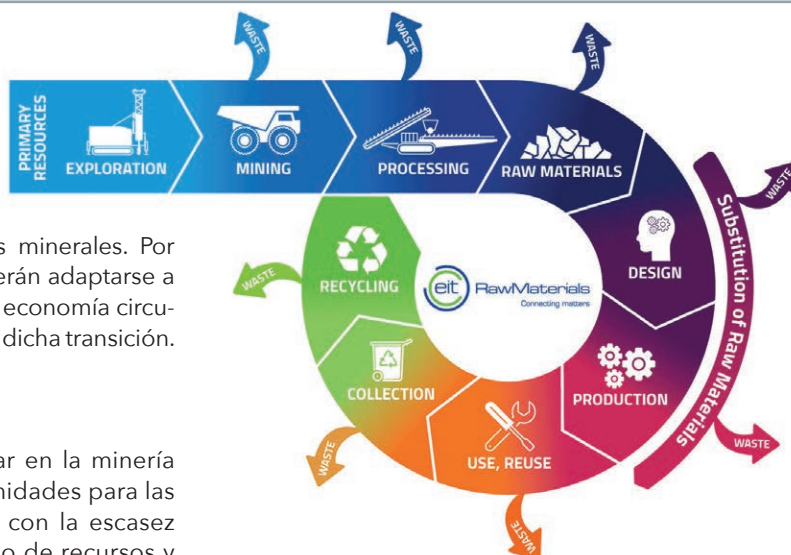 WASTE
WASTE
WASTE
PRIMARY
RESOURCES
EXPLORATION
MINING
PROCESSING
RAW MATERIALS
WASTE
Substitution of Raw Materials
DESIGN
s minerales. Por
erán adaptarse a
economía circu-
dicha transición.
WASTE
RECYCLING
eit RawMaterials
Connecting matters
COLLECTION
PRODUCTION
WASTE
USE, REUSE
WASTE
WASTE
ar en la minería
nidades para las
con la escasez
o de recursos y